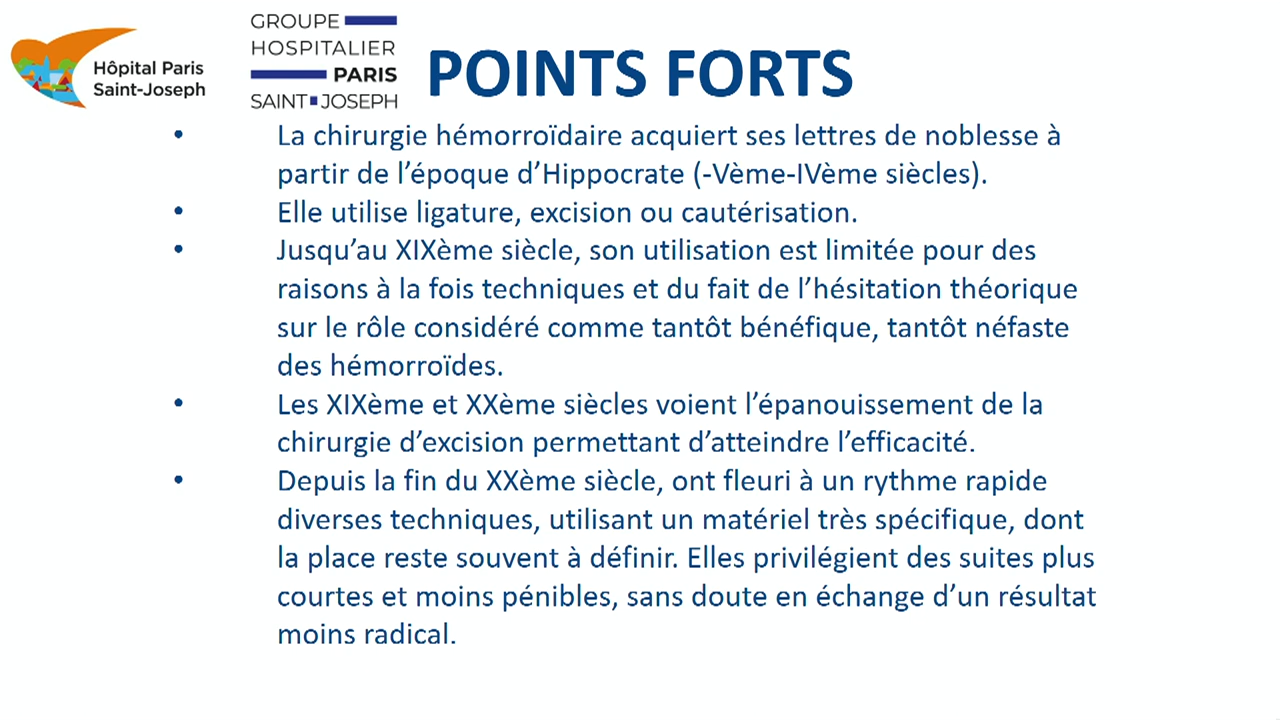 Hôpital Paris
Saint-Joseph
GROUPE
HOSPITALIER
PARIS
SAINT JOSEPH
POINTS FORTS
• La chirurgie hémorroïdaire acquiert ses lettres de noblesse à
partir de l’époque d’Hippocrate (-Vème-IVème siècles).
• Elle utilise ligature, excision ou cautérisation.
• Jusqu’au XIXème siècle, son utilisation est limitée pour des
raisons à la fois techniques et du fait de l’hésitation théorique
sur le rôle considéré comme tantôt bénéfique, tantôt néfaste
des hémorroïdes.
• Les XIXème et XXème siècles voient l’épanouissement de la
chirurgie d’excision permettant d’atteindre l’efficacité.
• Depuis la fin du XXème siècle, ont fleuri à un rythme rapide
diverses techniques, utilisant un matériel très spécifique, dont
la place reste souvent à définir. Elles privilégient des suites plus
courtes et moins pénibles, sans doute en échange d’un résultat
moins radical.